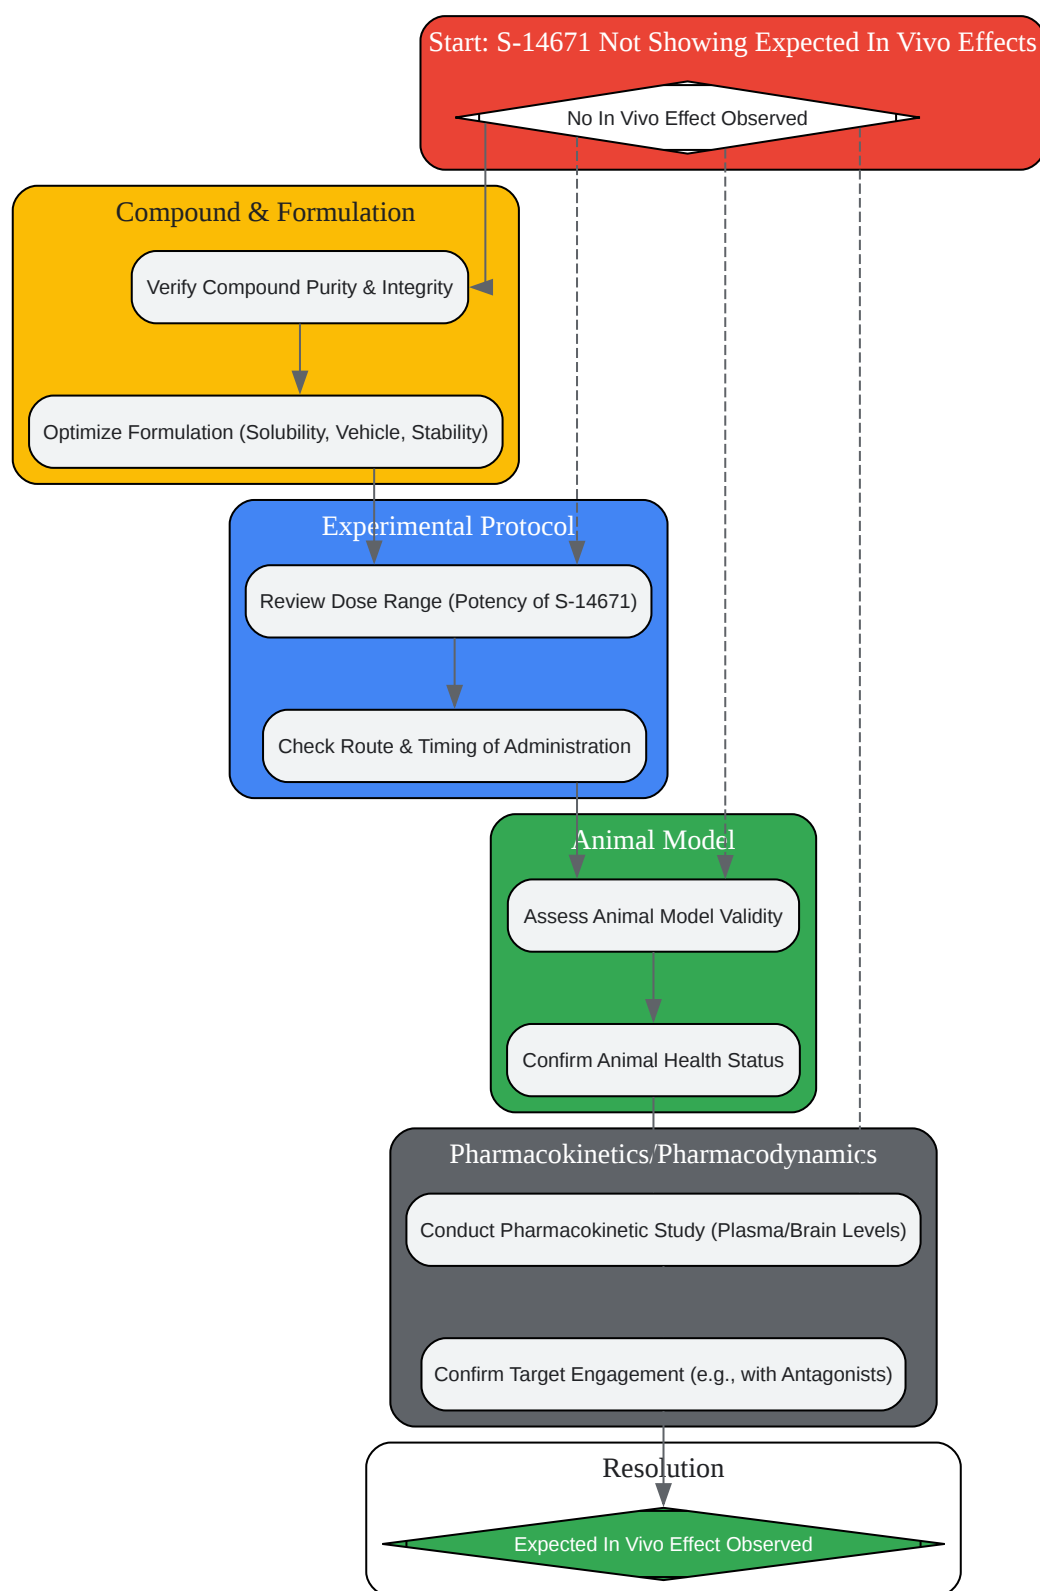 Start: S-14671 Not Showing Expected In Vivo Effects
No In Vivo Effect Observed
Compound & Formulation
Verify Compound Purity & Integrity
Optimize Formulation (Solubility, Vehicle, Stability)
Experimental Protocol
Review Dose Range (Potency of S-14671)
Check Route & Timing of Administration
Animal Model
Assess Animal Model Validity
Confirm Animal Health Status
Pharmacokinetics/Pharmacodynamics
Conduct Pharmacokinetic Study (Plasma/Brain Levels)
Confirm Target Engagement (e.g., with Antagonists)
Resolution
Expected In Vivo Effect Observed